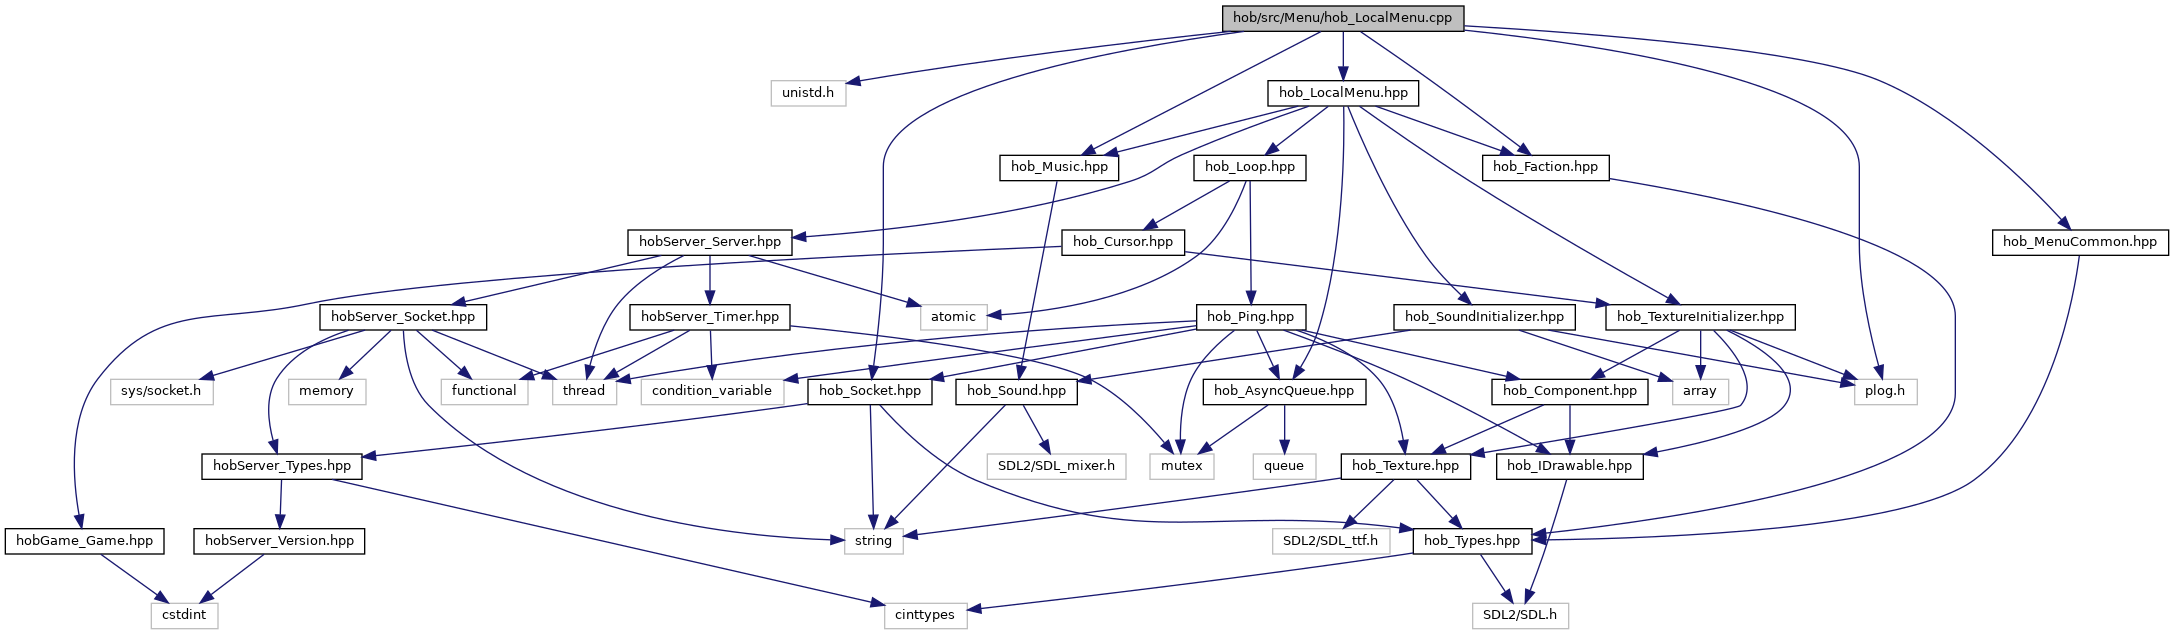 hob/src/Menu/hob_LocalMenu.cpp
unistd.h
hob_LocalMenu.hpp
hob_Music.hpp
hob_Loop.hpp
hob_Faction.hpp
hobServer_Server.hpp
hob_Cursor.hpp
hob_MenuCommon.hpp
hobServer_Socket.hpp
hobServer_Timer.hpp
atomic
hob_Ping.hpp
hob_SoundInitializer.hpp
hob_TextureInitializer.hpp
sys/socket.h
memory
functional
thread
condition_variable
hob_Socket.hpp
hob_Sound.hpp
hob_AsyncQueue.hpp
hob_Component.hpp
array
plog.h
hobServer_Types.hpp
SDL2/SDL_mixer.h
mutex
queue
hob_Texture.hpp
hob_IDrawable.hpp
hobGame_Game.hpp
hobServer_Version.hpp
string
SDL2/SDL_ttf.h
hob_Types.hpp
cstdint
cinttypes
SDL2/SDL.h